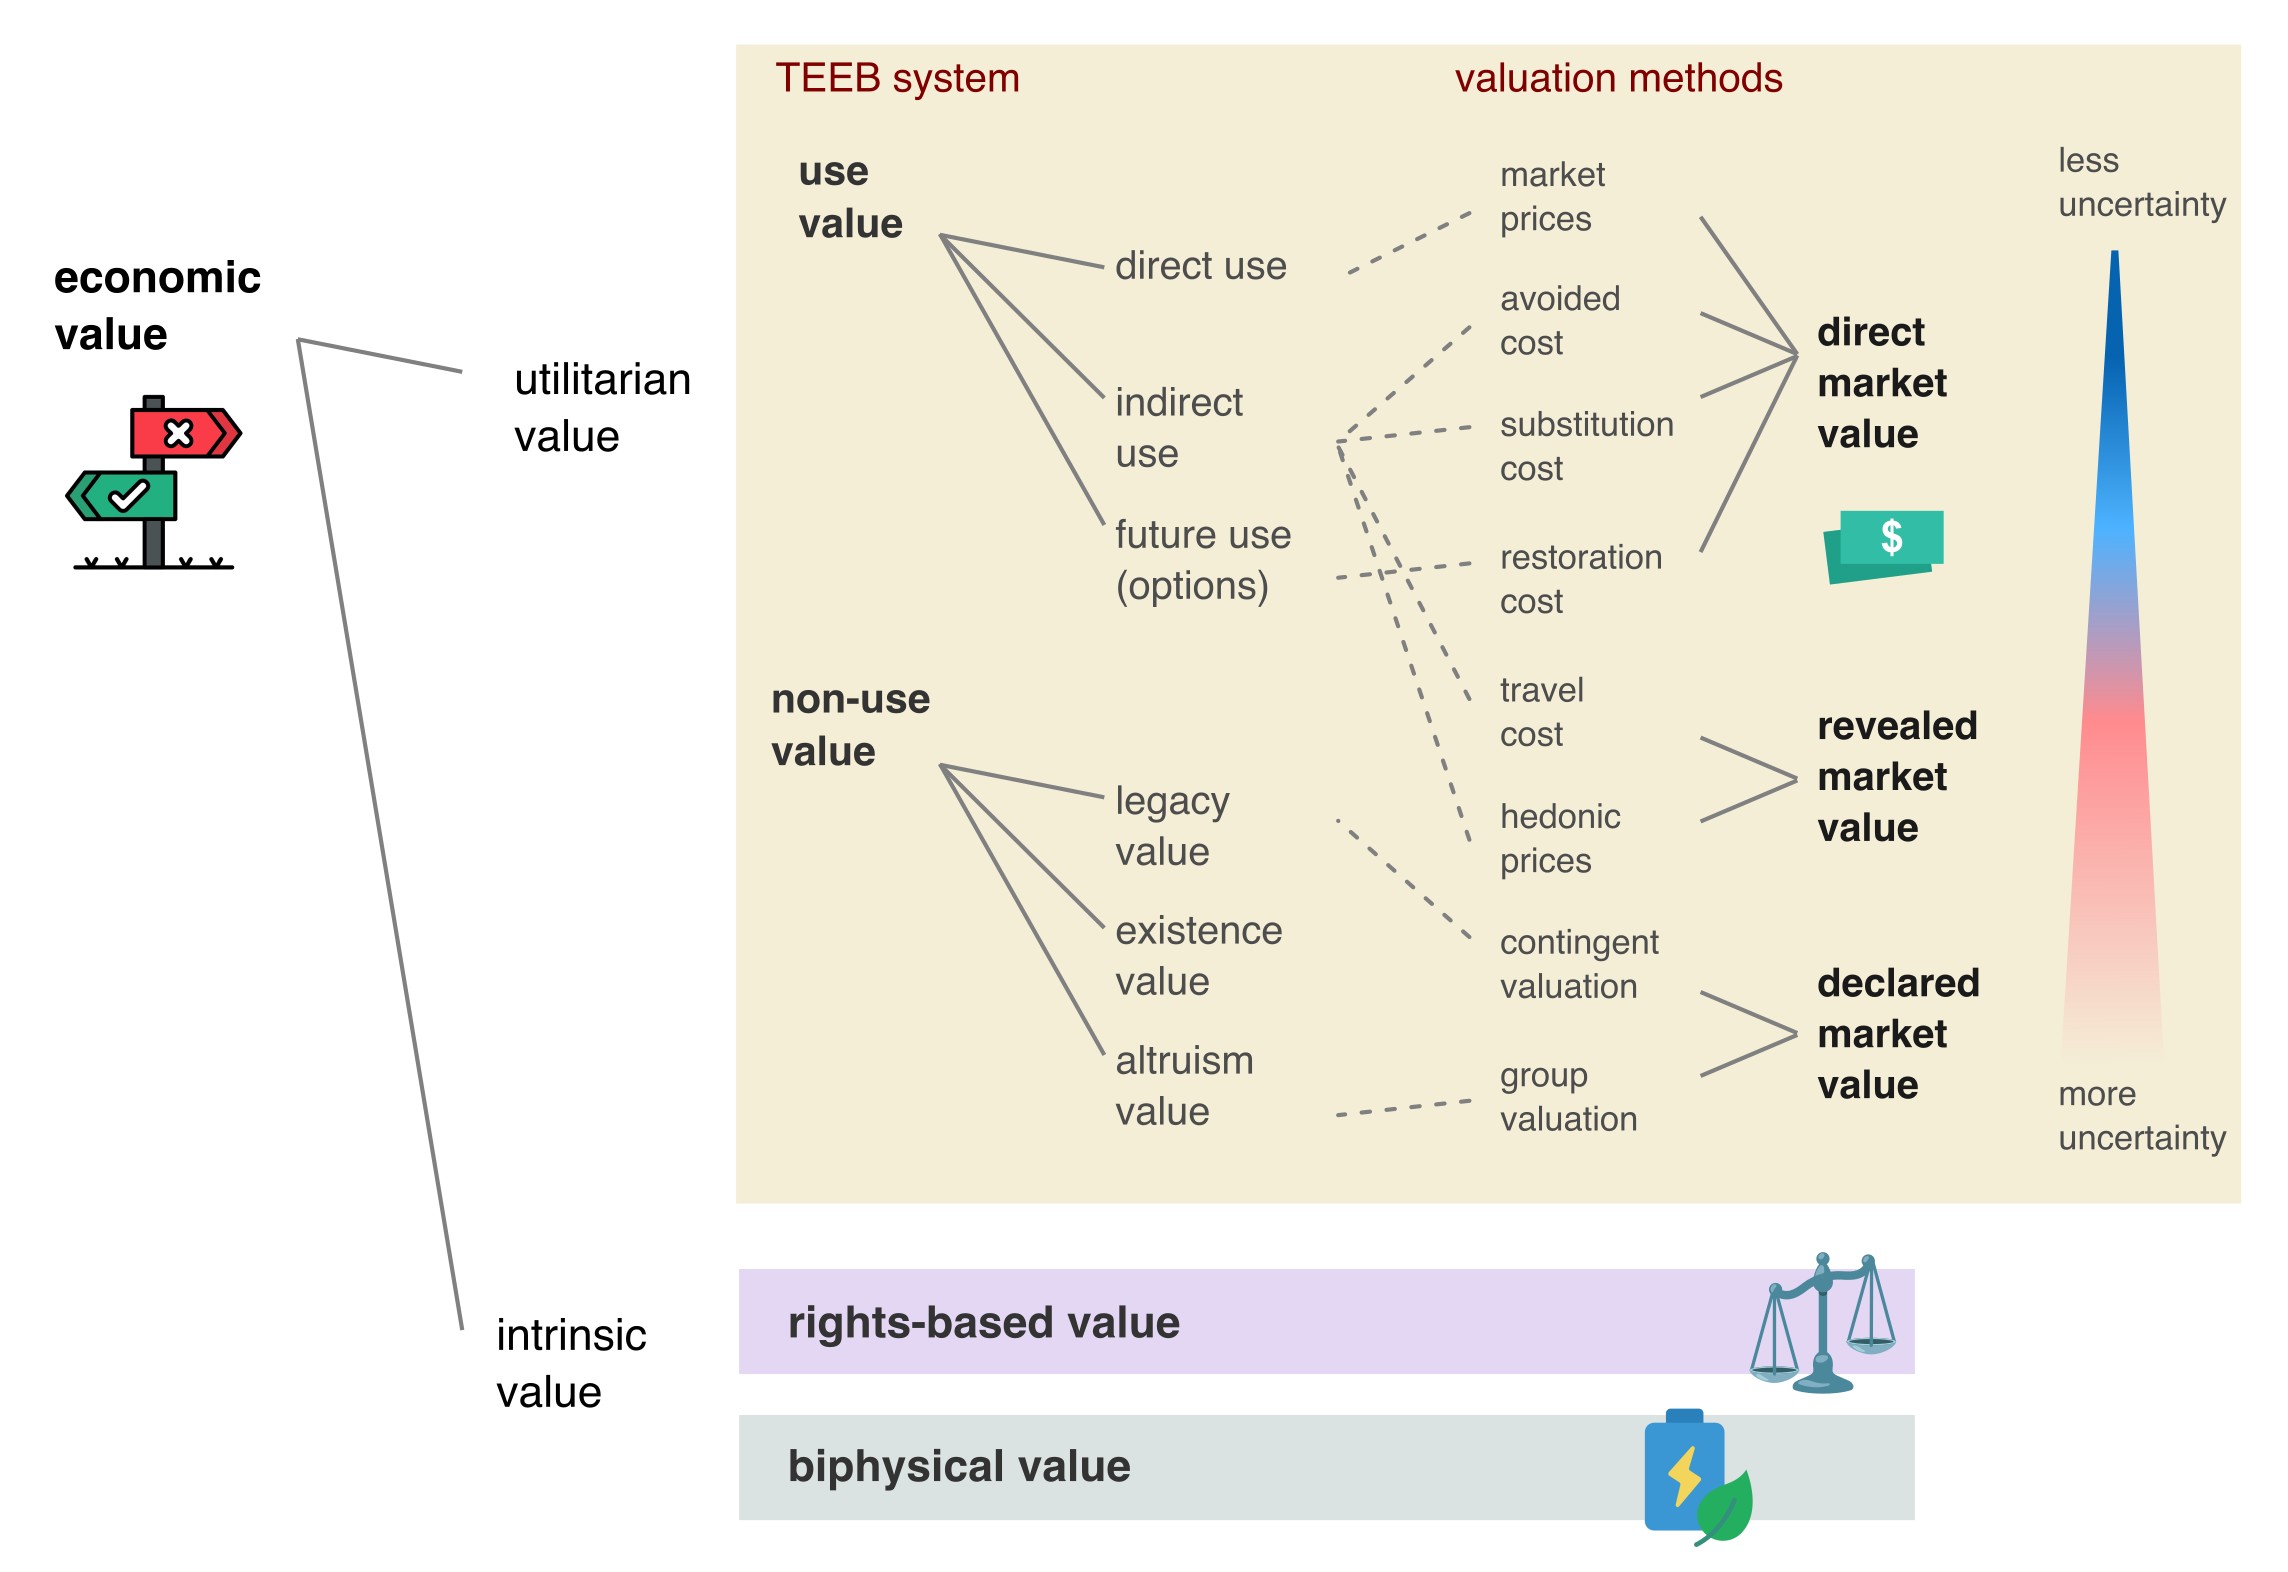 TEEB system
valuation methods
economic
value
utilitarian
value
intrinsic
value
use
value
direct use
indirect
use
future use
(options)
non-use
value
legacy
value
existence
value
altruism
value
market
prices
avoided
cost
substitution
cost
restoration
cost
travel
cost
hedonic
prices
contingent
valuation
group
valuation
direct
market
value
$
revealed
market
value
declared
market
value
less
uncertainty
more
uncertainty
rights-based value
biphysical value